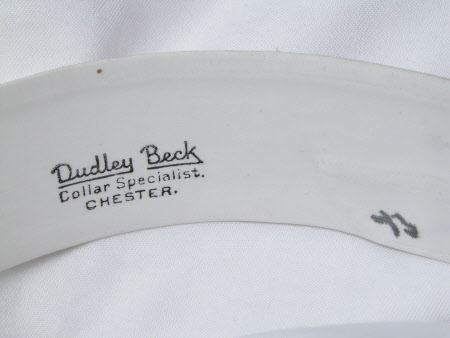 Dudley Beck
Collar Specialist.
CHESTER.